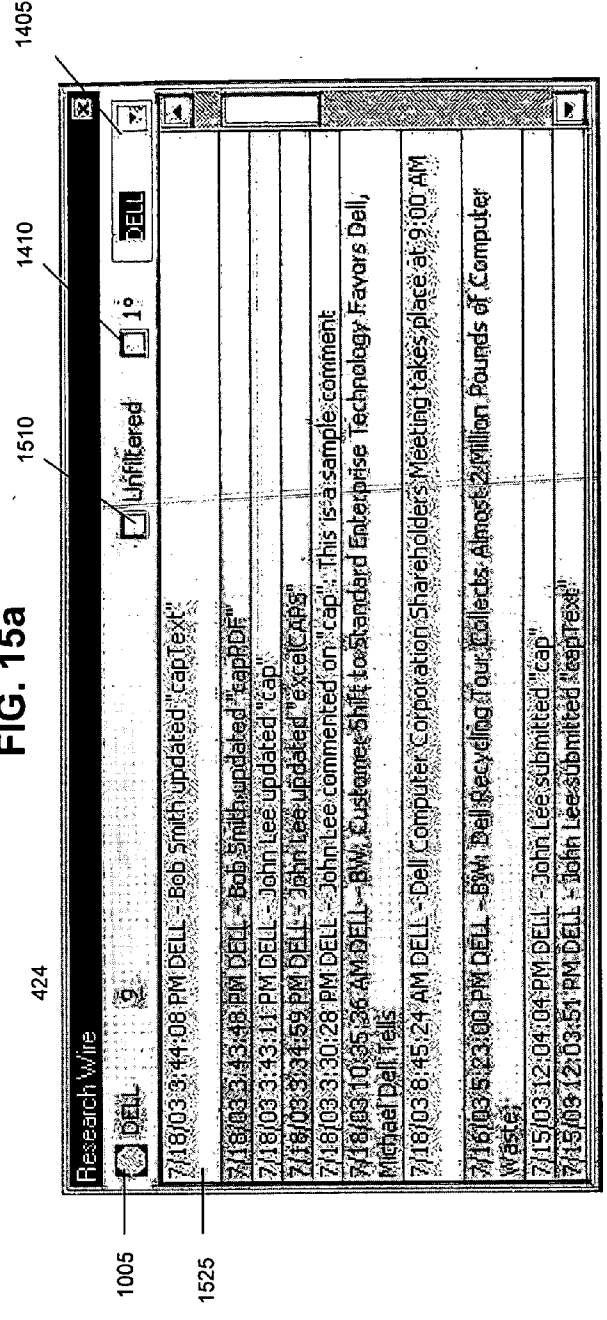 FIG. 15a
424
1510
1410
1405
Research Wire
DELL 9 Unfiltered 1° DELL
1005
1525
7/18/03 3:44:08 PM DELL - Bob Smith updated "capText"
7/18/03 3:43:48 PM DELL - Bob Smith updated "capPDF"
7/18/03 3:43:11 PM DELL - John Lee updated "Cap"
7/18/03 3:34:59 PM DELL - John Lee updated "excelCAPS"
7/18/03 3:30:28 PM DELL - John Lee commented on "cap": This is a sample comment
7/18/03 10:35:36 AM DELL - BW: Customer Shift to Standard Enterprise Technology Favors Dell,
Michael Dell Tells
7/18/03 8:45:24 AM DELL - Dell Computer Corporation Shareholders Meeting takes place at 9:00 AM
7/16/03 5:23:00 PM DELL - BW: Dell Recycling Tour Collects Almost 2 Million Pounds of Computer
Waste;
7/15/03 12:04:04 PM DELL - John Lee submitted "cap"
7/15/03 12:03:51 PM DELL - John Lee submitted "capText"